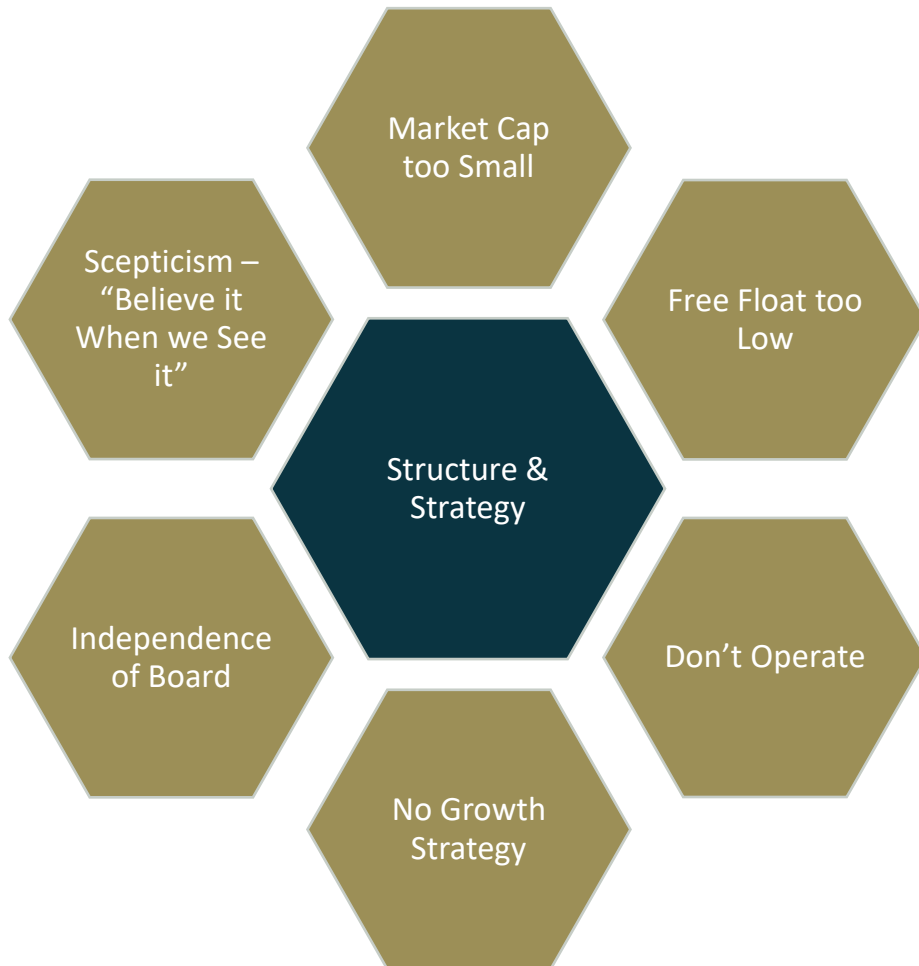 Market Cap
too Small
Scepticism –
“Believe it
When we See
it”
Free Float too
Low
Structure &
Strategy
Independence
of Board
Don’t Operate
No Growth
Strategy